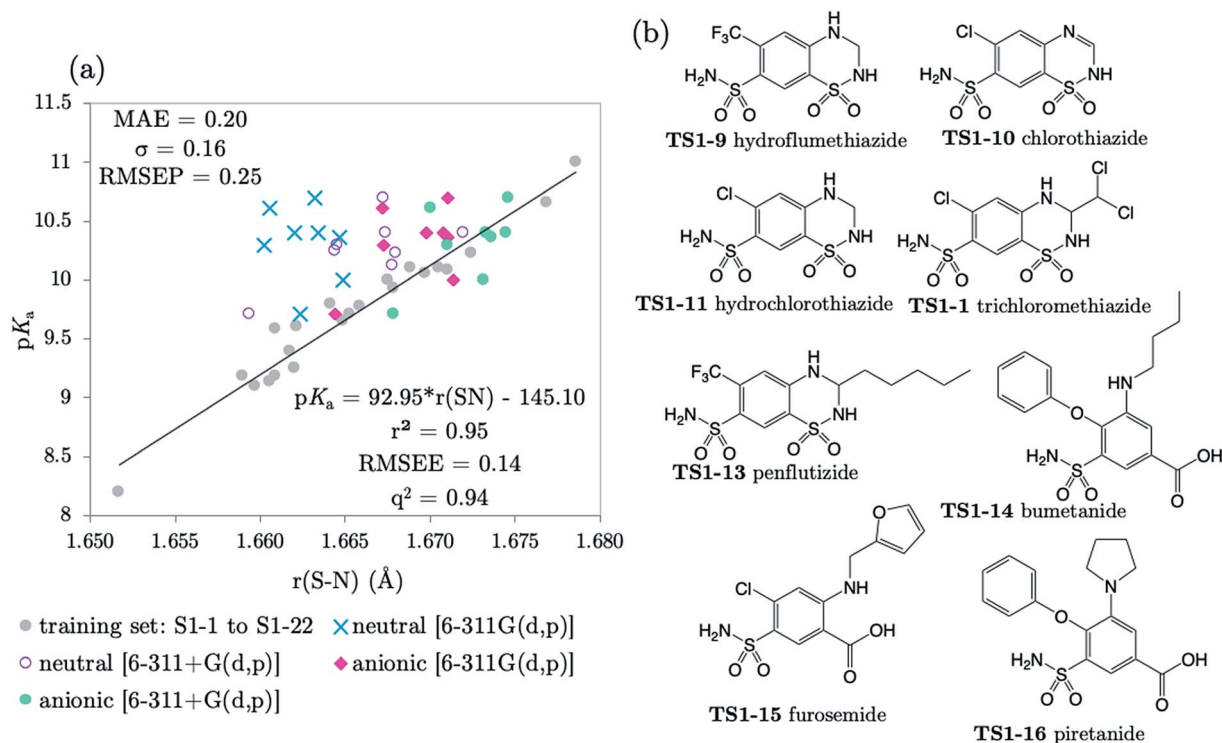 (a)
11.5
11
10.5
10
9.5
9
8.5
8
pKa
MAE = 0.20
σ = 0.16
RMSEP = 0.25
pKa = 92.95*r(SN) - 145.10
r² = 0.95
RMSEE = 0.14
q² = 0.94
1.650 1.655 1.660 1.665 1.670 1.675 1.680
r(S-N) (Å)
training set: S1-1 to S1-22
neutral [6-311G(d,p)]
neutral [6-311+G(d,p)]
anionic [6-311G(d,p)]
anionic [6-311+G(d,p)]
(b)
H
F₃C N
H₂N S S NH
O O O O
TS1-9 hydroflumethiazide
Cl N
H₂N S S NH
O O O O
TS1-10 chlorothiazide
H
Cl N
H₂N S S NH
O O O O
TS1-11 hydrochlorothiazide
Cl
H
Cl N Cl
H₂N S S NH
O O O O
TS1-1 trichloromethiazide
H
F₃C N
H₂N S S NH
O O O O
TS1-13 penflutizide
HN
O
H₂N S OH
O O O
TS1-14 bumetanide
O
Cl NH
H₂N S OH
O O O
TS1-15 furosemide
N
O
H₂N S OH
O O O
TS1-16 piretanide